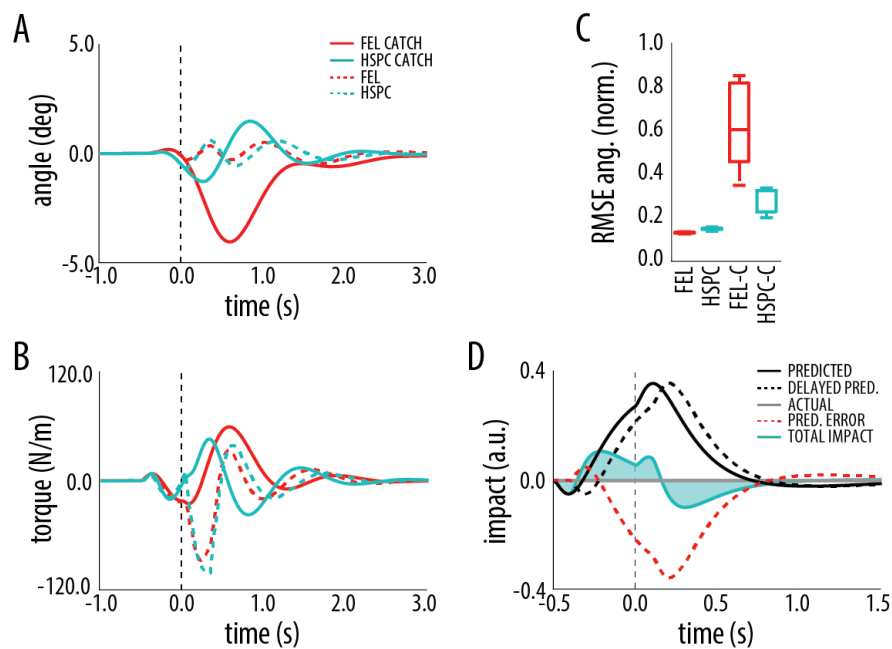 A
5.0
0.0
-5.0
angle (deg)
-1.0 0.0 1.0 2.0 3.0
time (s)
FEL CATCH
HSPC CATCH
FEL
HSPC
C
1.0
0.8
0.6
0.4
0.2
0.0
RMSE ang. (norm.)
FEL
HSPC
FEL-C
HSPC-C
B
120.0
0.0
-120.0
torque (N/m)
-1.0 0.0 1.0 2.0 3.0
time (s)
D
0.4
0.0
-0.4
impact (a.u.)
-0.5 0.0 0.5 1.0 1.5
time (s)
PREDICTED
DELAYED PRED.
ACTUAL
PRED. ERROR
TOTAL IMPACT